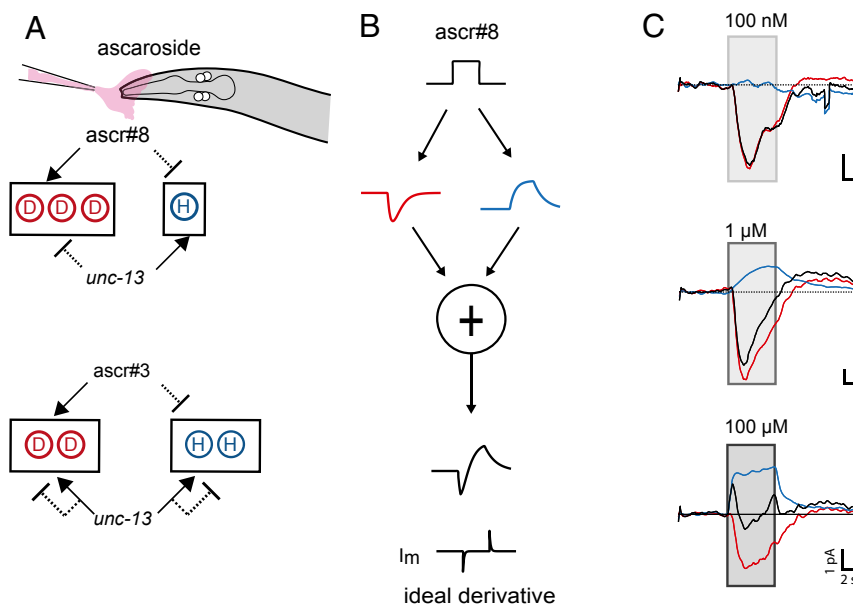 A
ascaroside
ascr#8
D D D
H
unc-13
ascr#3
D D
H H
unc-13
B
ascr#8
+
Im
ideal derivative
C
100 nM
1 µM
100 µM
1 pA
2 s